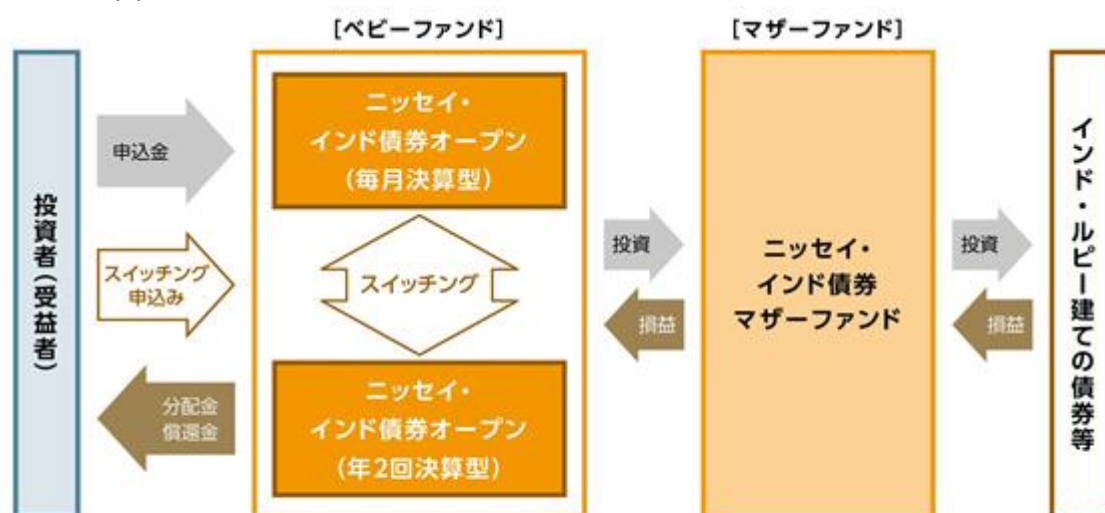 [ベビーファンド]
[マザーファンド]
投資者(受益者)
申込金
スイッチング
申込み
分配金
償還金
ニッセイ・
インド債券オープン
(毎月決算型)
スイッチング
ニッセイ・
インド債券オープン
(年2回決算型)
投資
損益
ニッセイ・
インド債券
マザーファンド
投資
損益
インド・ルピー建ての債券等